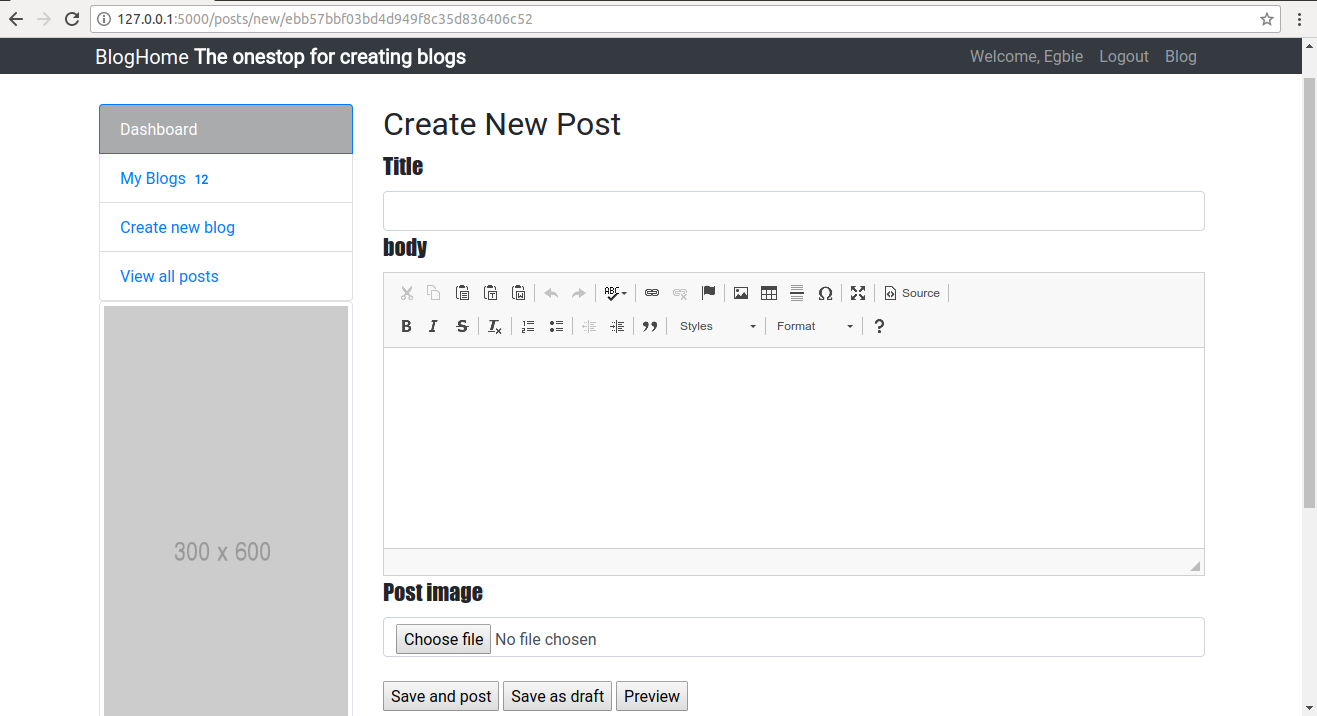 127.0.0.1:5000/posts/new/ebb57bbf03bd4d949f8c35d836406c52
BlogHome The onestop for creating blogs
Welcome, Egbie Logout Blog
Dashboard
My Blogs 12
Create new blog
View all posts
300 x 600
Create New Post
Title
body
ABC
Ω
Source
B I S Tx Styles Format ?
Post image
Choose file No file chosen
Save and post Save as draft Preview